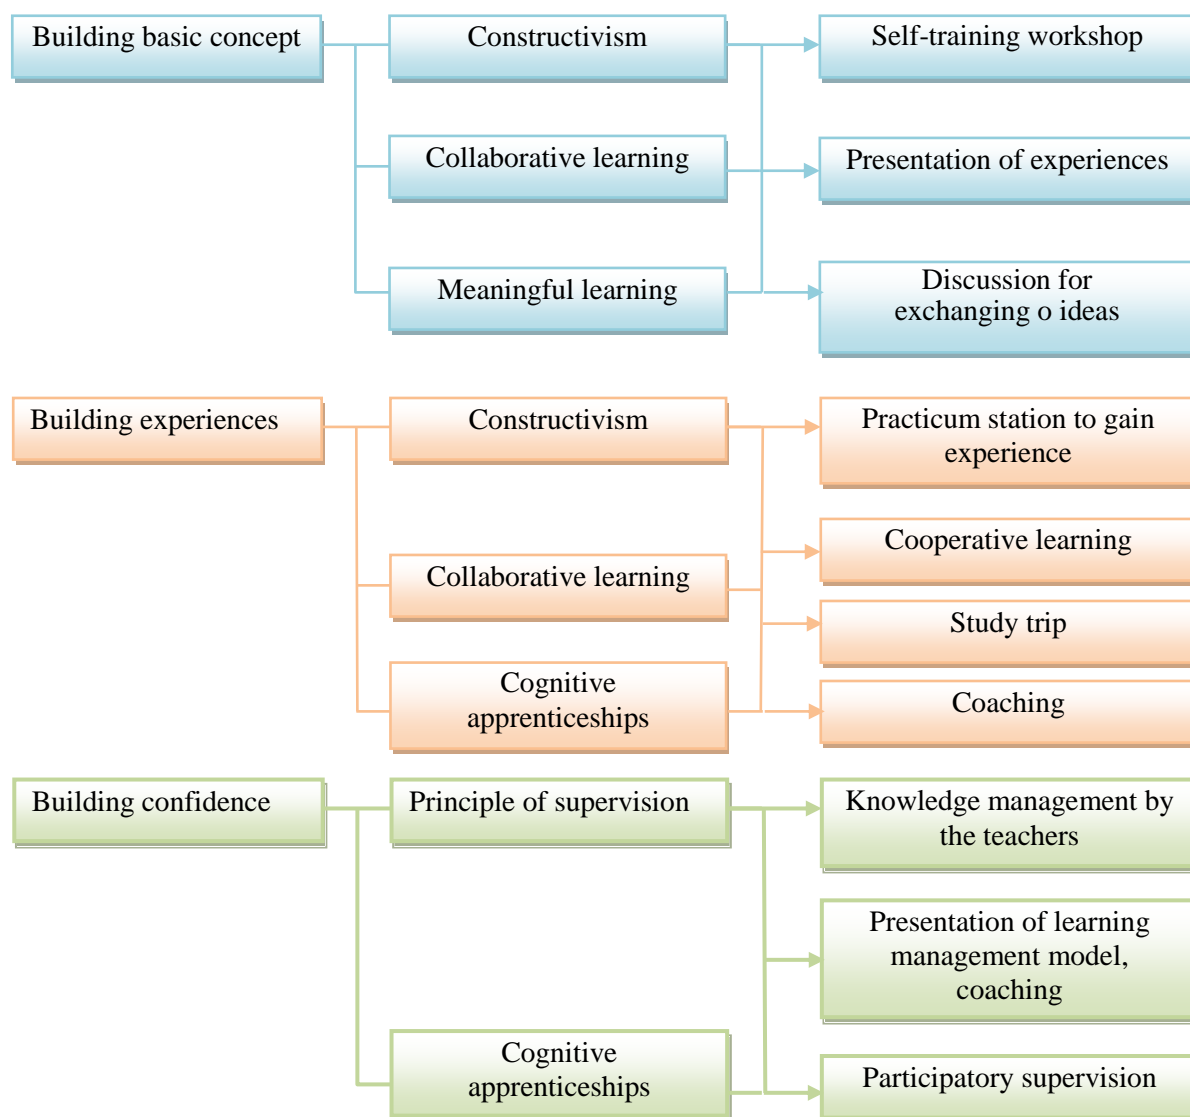 Building basic concept
Constructivism
Self-training workshop
Collaborative learning
Presentation of experiences
Meaningful learning
Discussion for
exchanging o ideas
Building experiences
Constructivism
Practicum station to gain
experience
Collaborative learning
Cooperative learning
Study trip
Cognitive
apprenticeships
Coaching
Building confidence
Principle of supervision
Knowledge management by
the teachers
Presentation of learning
management model,
coaching
Cognitive
apprenticeships
Participatory supervision